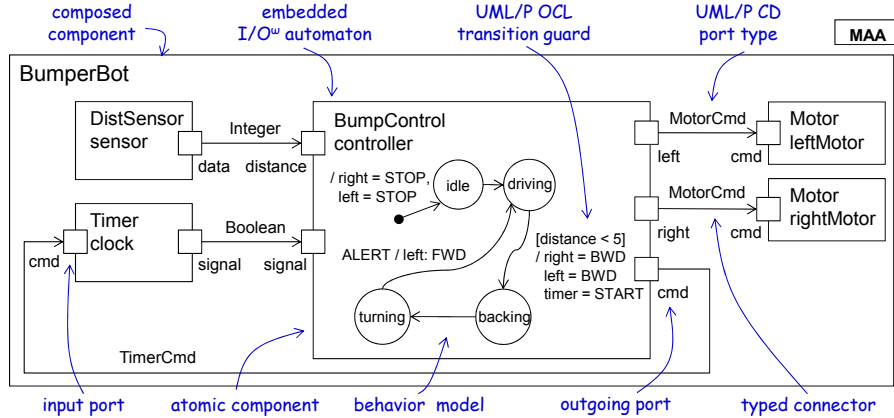 composed
component
embedded
I/Oω automaton
UML/P OCL
transition guard
UML/P CD
port type
MAA
BumperBot
DistSensor
sensor
Integer
data
distance
BumpControl
controller
MotorCmd
left
cmd
Motor
leftMotor
/ right = STOP,
left = STOP
idle
driving
MotorCmd
right
cmd
Motor
rightMotor
Timer
clock
cmd
Boolean
signal
signal
ALERT / left: FWD
[distance < 5]
/ right = BWD
left = BWD
timer = START
cmd
turning
backing
TimerCmd
input port
atomic component
behavior model
outgoing port
typed connector